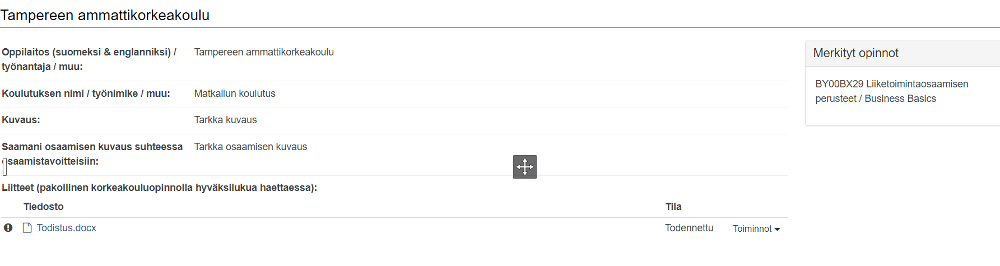 Tampereen ammattikorkeakoulu
Oppilaitos (suomeksi & englanniksi) / Tampereen ammattikorkeakoulu
työnantaja / muu:
Koulutuksen nimi / työnimike / muu: Matkailun koulutus
Kuvaus: Tarkka kuvaus
Saamani osaamisen kuvaus suhteessa Tarkka osaamisen kuvaus
osaamistavoitteisiin:
Liitteet (pakollinen korkeakouluopinnolla hyväksilukua haettaessa):
Tiedosto Tila
Todistus.docx Todennettu Toiminnot
Merkityt opinnot
BY00BX29 Liiketoimintaosaamisen
perusteet / Business Basics